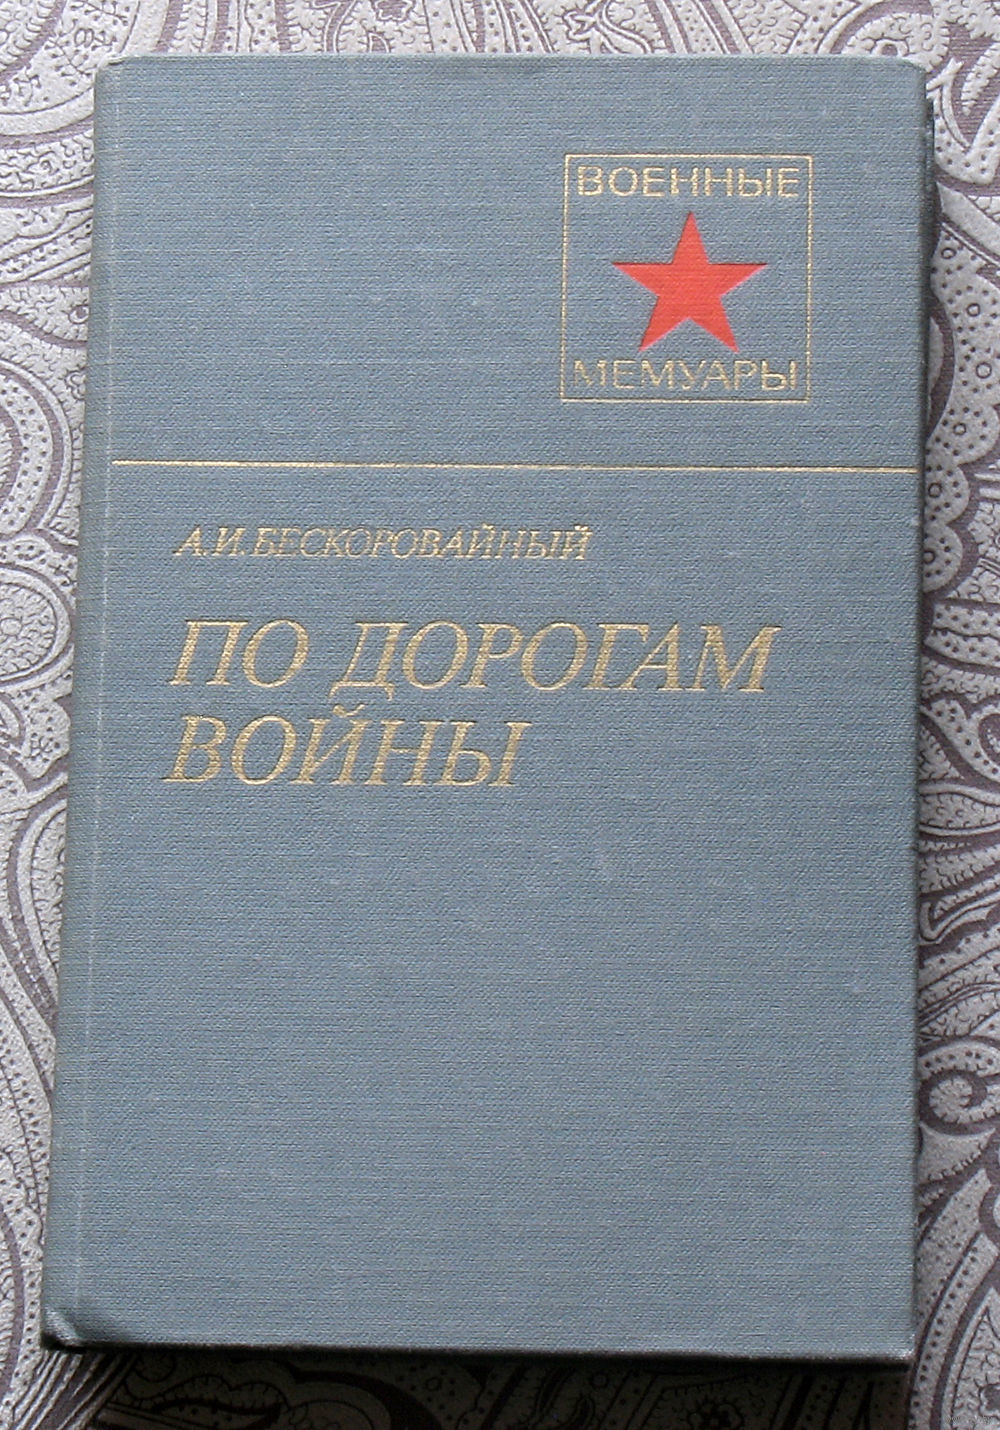 ВОЕННЫЕ
МЕМУАРЫ
А.И.БЕСКОРОВАЙНЫЙ
ПО ДОРОГАМ
ВОЙНЫ